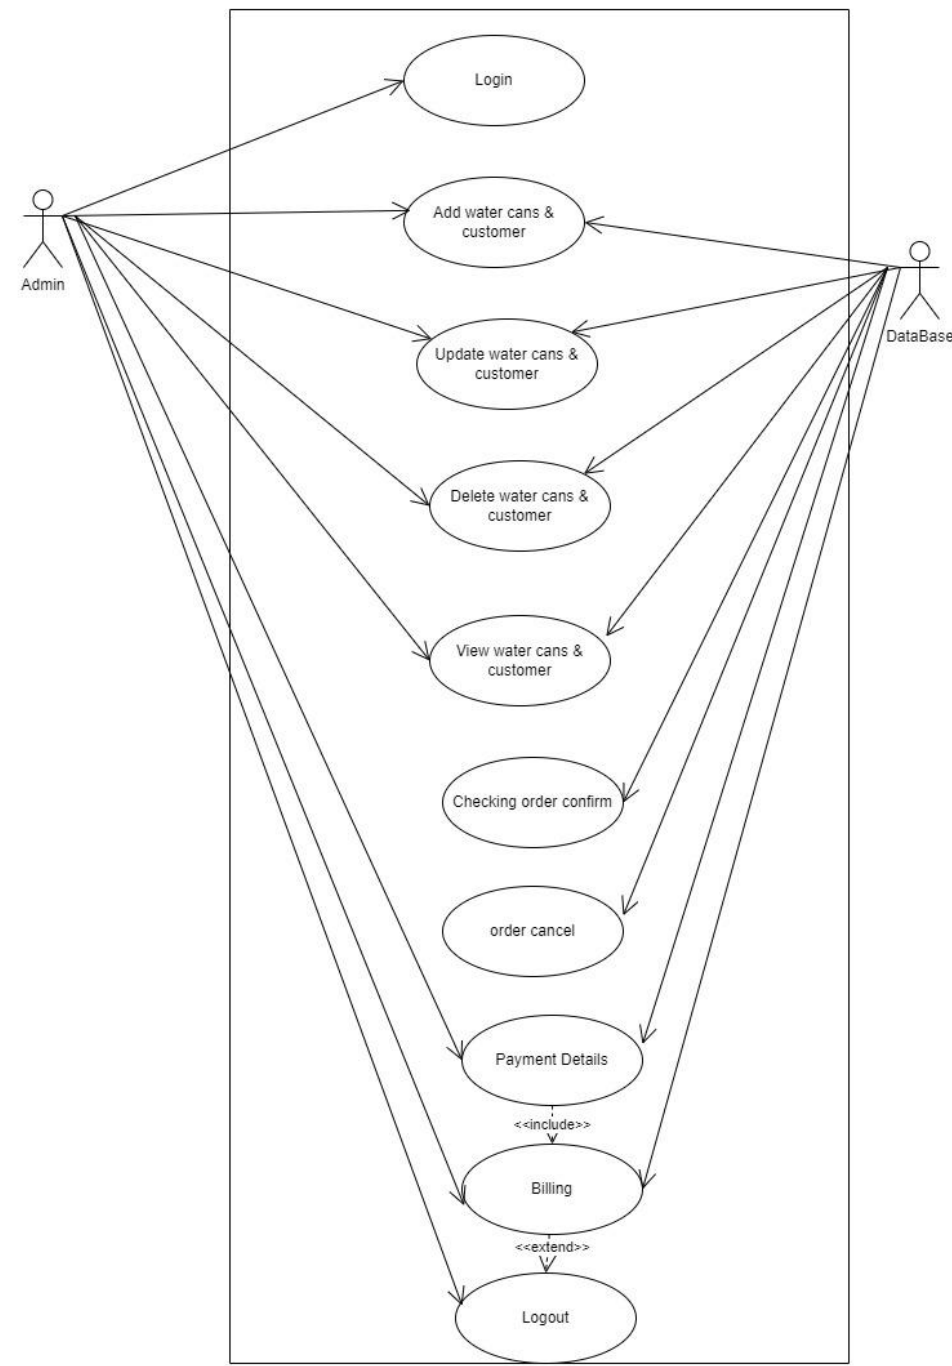 Login
Add water cans &
customer
Admin
DataBase
Update water cans &
customer
Delete water cans &
customer
View water cans &
customer
Checking order confirm
order cancel
Payment Details
<<include>>
Billing
<<extend>>
Logout